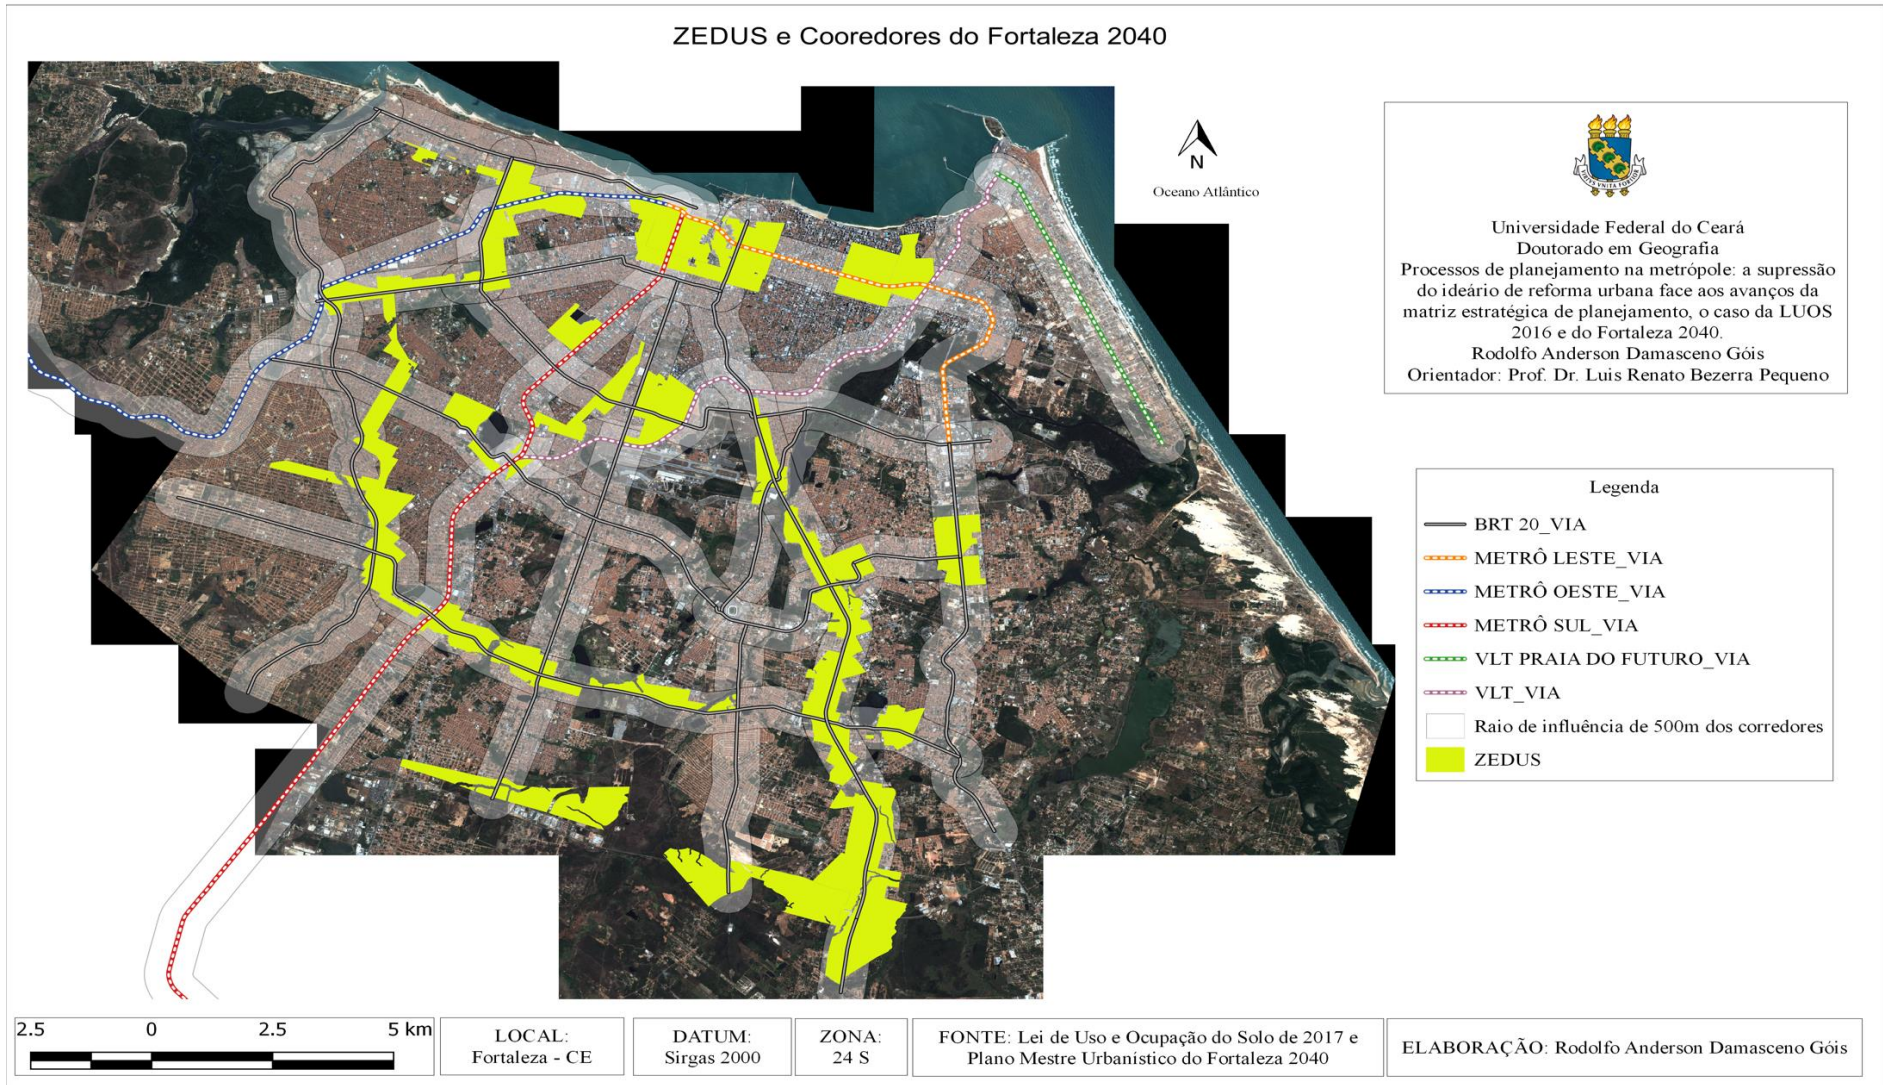 ZEDUS e Cooredores do Fortaleza 2040
N
Oceano Atlântico
VIRTVS VNITA FORTIOR
Universidade Federal do Ceará
Doutorado em Geografia
Processos de planejamento na metrópole: a supressão
do ideário de reforma urbana face aos avanços da
matriz estratégica de planejamento, o caso da LUOS
2016 e do Fortaleza 2040.
Rodolfo Anderson Damasceno Góis
Orientador: Prof. Dr. Luis Renato Bezerra Pequeno
Legenda
BRT 20_VIA
METRÔ LESTE_VIA
METRÔ OESTE_VIA
METRÔ SUL_VIA
VLT PRAIA DO FUTURO_VIA
VLT_VIA
Raio de influência de 500m dos corredores
ZEDUS
2.5 0 2.5 5 km
LOCAL:
Fortaleza - CE
DATUM:
Sirgas 2000
ZONA:
24 S
FONTE: Lei de Uso e Ocupação do Solo de 2017 e
Plano Mestre Urbanístico do Fortaleza 2040
ELABORAÇÃO: Rodolfo Anderson Damasceno Góis